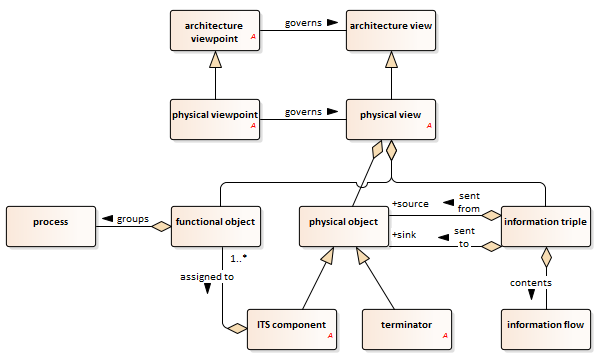 architecture
viewpoint
A
governs
architecture view
A
physical viewpoint
A
governs
physical view
A
process
groups
functional object
physical object
+source
sent
from
+sink
sent
to
information triple
1..*
assigned to
contents
ITS component
A
terminator
A
information flow